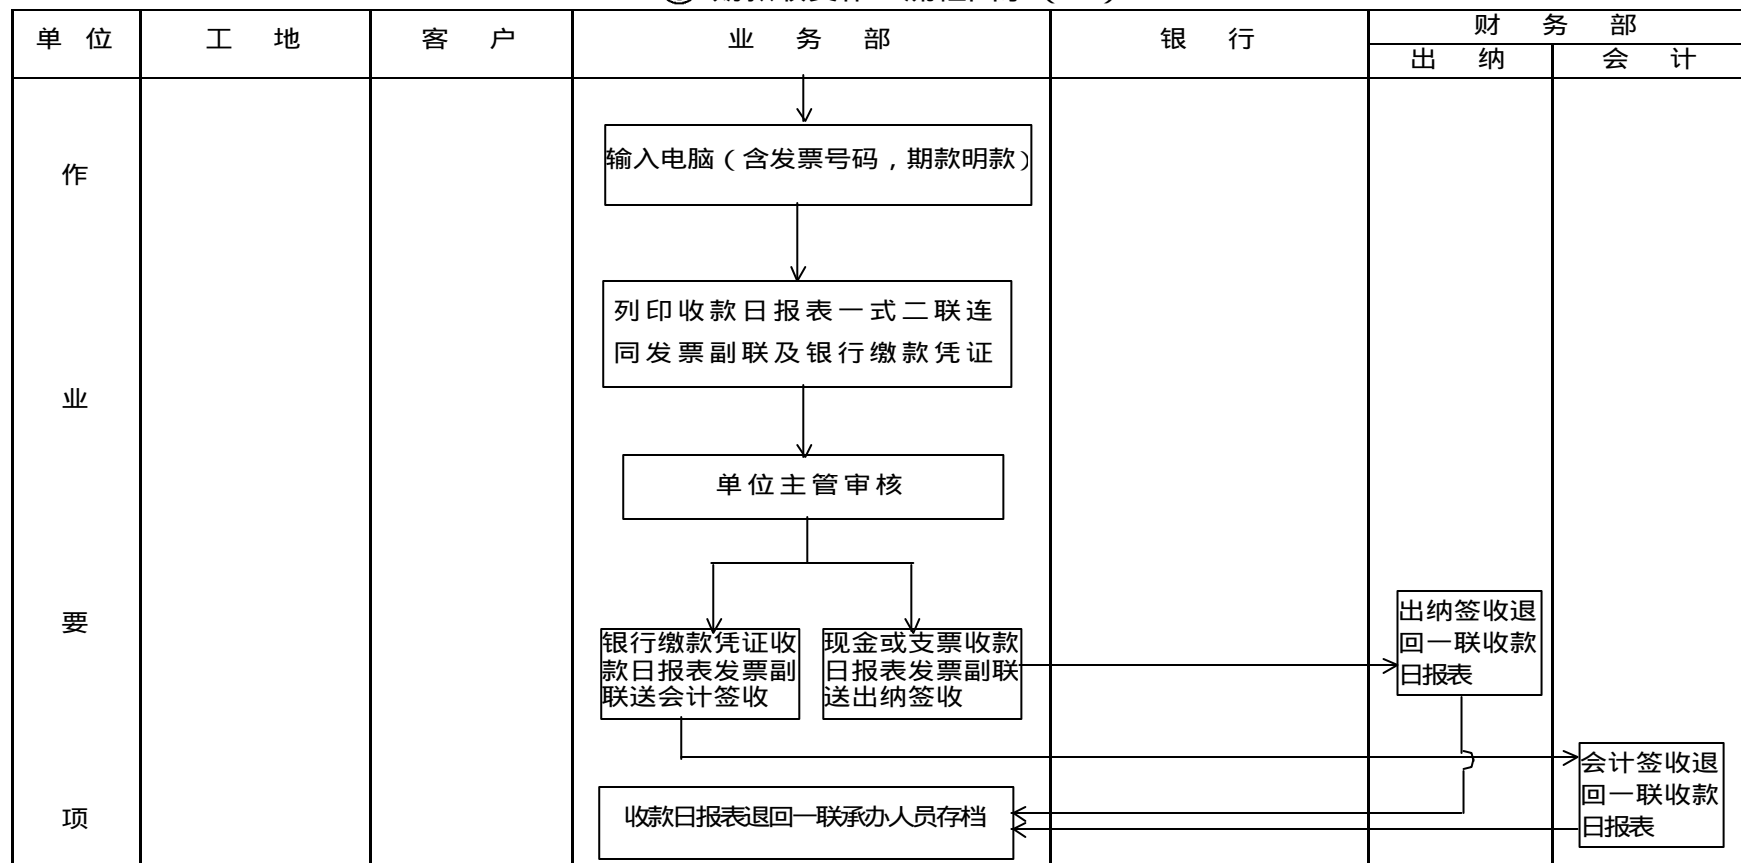 单 位
工 地
客 户
业 务 部
银 行
财 务 部
出 纳
会 计
作
业
要
项
输入电脑（含发票号码，期款明款）
列印收款日报表一式二联连
同发票副联及银行缴款凭证
单位主管审核
银行缴款凭证收
款日报表发票副
联送会计签收
现金或支票收款
日报表发票副联
送出纳签收
出纳签收退
回一联收款
日报表
会计签收退
回一联收款
日报表
收款日报表退回一联承办人员存档